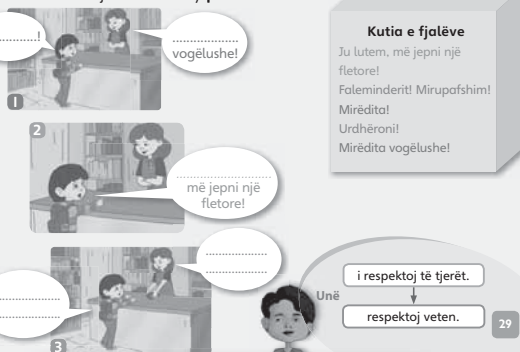 ...............!
...................
vogëlushe!
1
2
...........................
më jepni një
fletore!
...................
...................
...................
...................
3
Kutia e fjalëve
Ju lutem, më jepni një
fletore!
Faleminderit! Mirupafshim!
Mirëdita!
Urdhëroni!
Mirëdita vogëlushe!
Unë
i respektoj të tjerët.
respektoj veten.
29